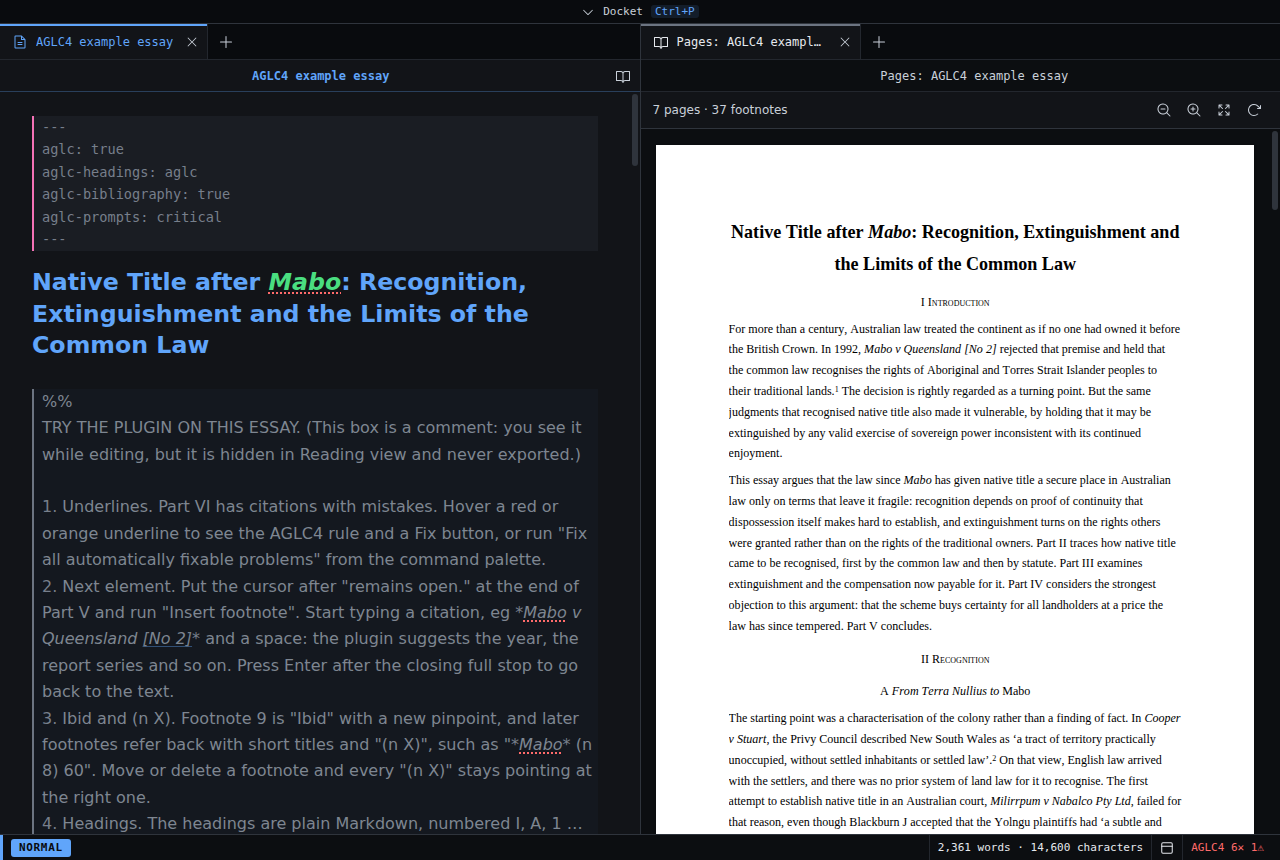 Docket Ctrl+P
AGLC4 example essay
Pages: AGLC4 exampl…
AGLC4 example essay
Pages: AGLC4 example essay
---
aglc: true
aglc-headings: aglc
aglc-bibliography: true
aglc-prompts: critical
---
Native Title after Mabo: Recognition,
Extinguishment and the Limits of the
Common Law
%%
TRY THE PLUGIN ON THIS ESSAY. (This box is a comment: you see it
while editing, but it is hidden in Reading view and never exported.)
1. Underlines. Part VI has citations with mistakes. Hover a red or
orange underline to see the AGLC4 rule and a Fix button, or run "Fix
all automatically fixable problems" from the command palette.
2. Next element. Put the cursor after "remains open." at the end of
Part V and run "Insert footnote". Start typing a citation, eg *Mabo v
Queensland [No 2]* and a space: the plugin suggests the year, the
report series and so on. Press Enter after the closing full stop to go
back to the text.
3. Ibid and (n X). Footnote 9 is "Ibid" with a new pinpoint, and later
footnotes refer back with short titles and "(n X)", such as "*Mabo* (n
8) 60". Move or delete a footnote and every "(n X)" stays pointing at
the right one.
4. Headings. The headings are plain Markdown, numbered I, A, 1 ...
7 pages · 37 footnotes
Native Title after Mabo: Recognition, Extinguishment and
the Limits of the Common Law
I Introduction
For more than a century, Australian law treated the continent as if no one had owned it before
the British Crown. In 1992, Mabo v Queensland [No 2] rejected that premise and held that
the common law recognises the rights of Aboriginal and Torres Strait Islander peoples to
their traditional lands.1 The decision is rightly regarded as a turning point. But the same
judgments that recognised native title also made it vulnerable, by holding that it may be
extinguished by any valid exercise of sovereign power inconsistent with its continued
enjoyment.
This essay argues that the law since Mabo has given native title a secure place in Australian
law only on terms that leave it fragile: recognition depends on proof of continuity that
dispossession itself makes hard to establish, and extinguishment turns on the rights others
were granted rather than on the rights of the traditional owners. Part II traces how native title
came to be recognised, first by the common law and then by statute. Part III examines
extinguishment and the compensation now payable for it. Part IV considers the strongest
objection to this argument: that the scheme buys certainty for all landholders at a price the
law has since tempered. Part V concludes.
II Recognition
A From Terra Nullius to Mabo
The starting point was a characterisation of the colony rather than a finding of fact. In Cooper
v Stuart, the Privy Council described New South Wales as ‘a tract of territory practically
unoccupied, without settled inhabitants or settled law’.2 On that view, English law arrived
with the settlers, and there was no prior system of land law for it to recognise. The first
attempt to establish native title in an Australian court, Milirrpum v Nabalco Pty Ltd, failed for
that reason, even though Blackburn J accepted that the Yolngu plaintiffs had ‘a subtle and
NORMAL
2,361 words · 14,600 characters
AGLC4 6× 1⚠